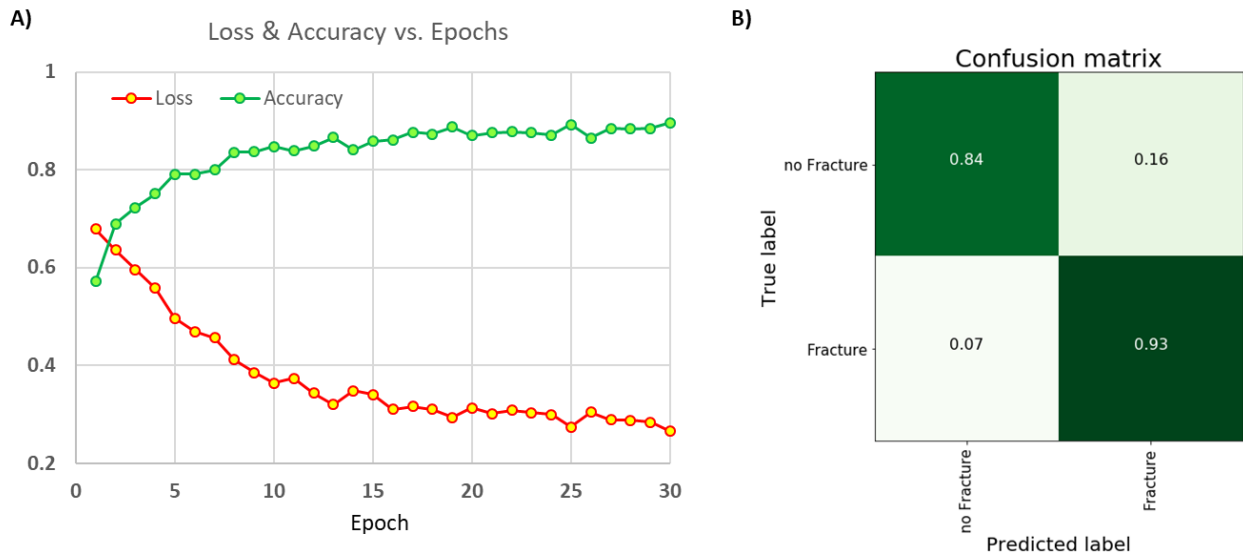 A)
Loss & Accuracy vs. Epochs
1
Loss Accuracy
0.8
0.6
0.4
0.2
0 5 10 15 20 25 30
Epoch
B)
Confusion matrix
True label
no Fracture
0.84 0.16
Fracture
0.07 0.93
no Fracture
Fracture
Predicted label